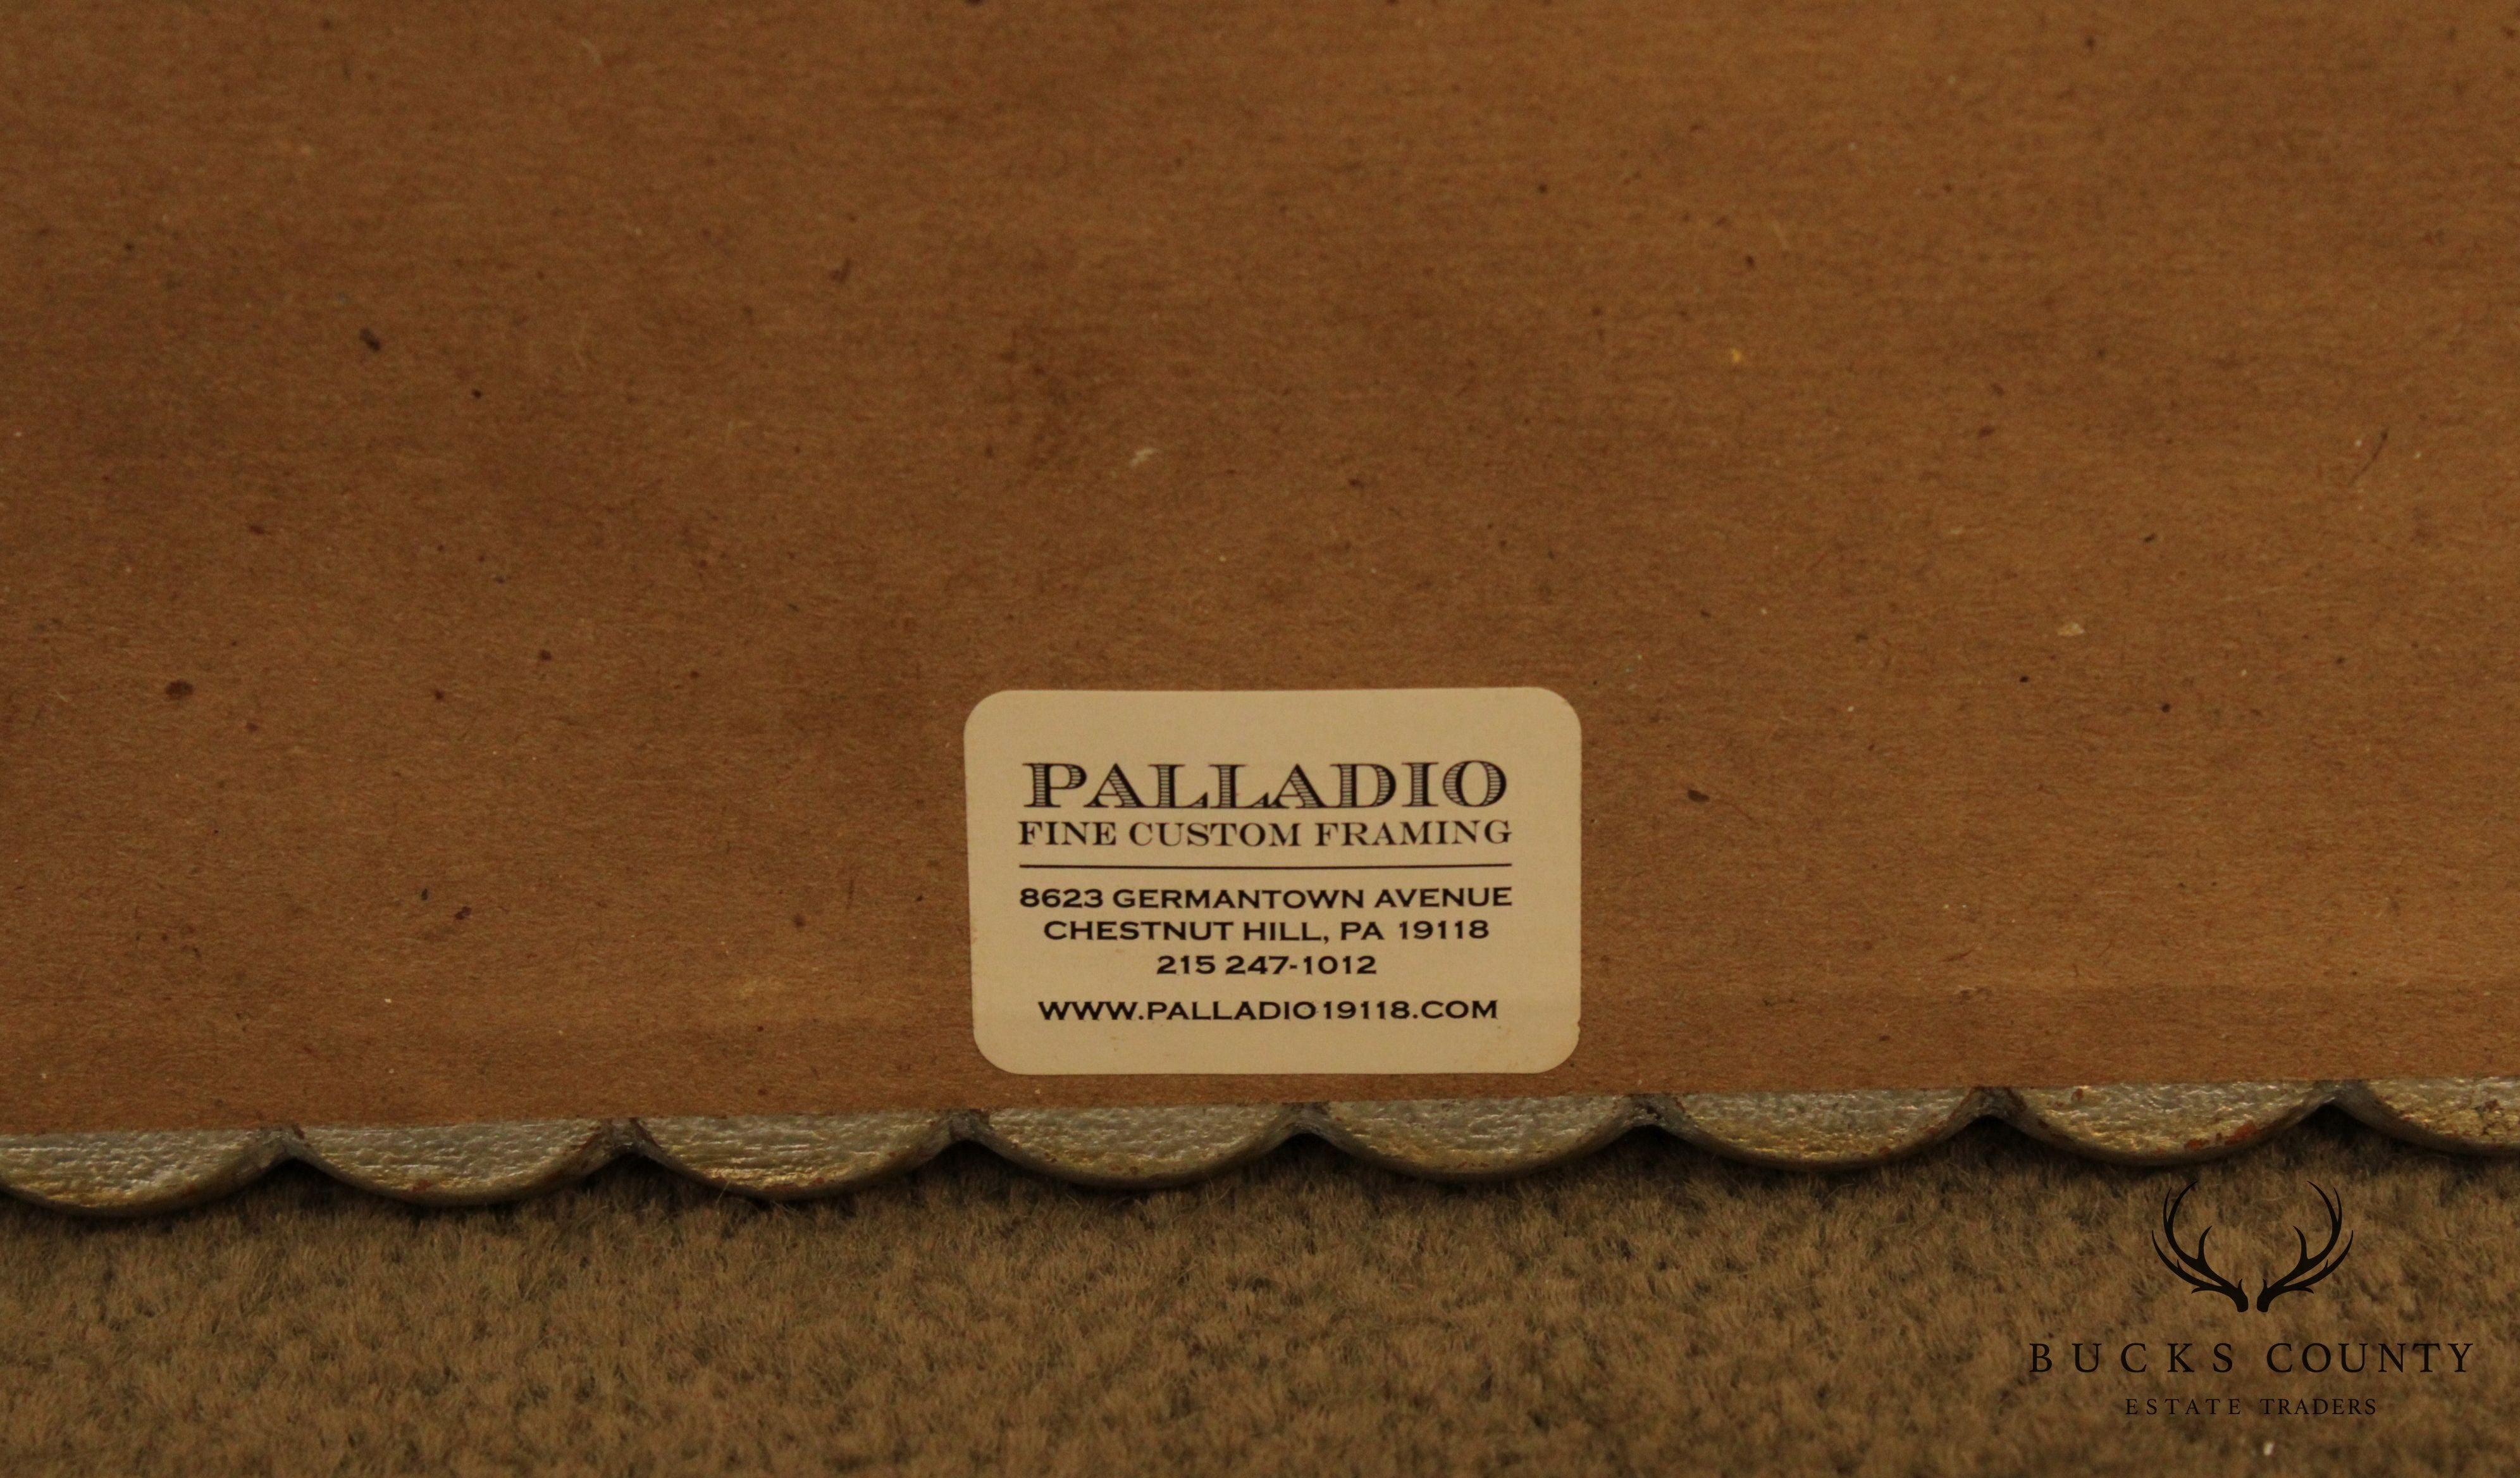 PALLADIO
FINE CUSTOM FRAMING
8623 GERMANTOWN AVENUE
CHESTNUT HILL, PA 19118
215 247-1012
WWW.PALLADIO19118.COM
BUCKS COUNTY
ESTATE TRADERS